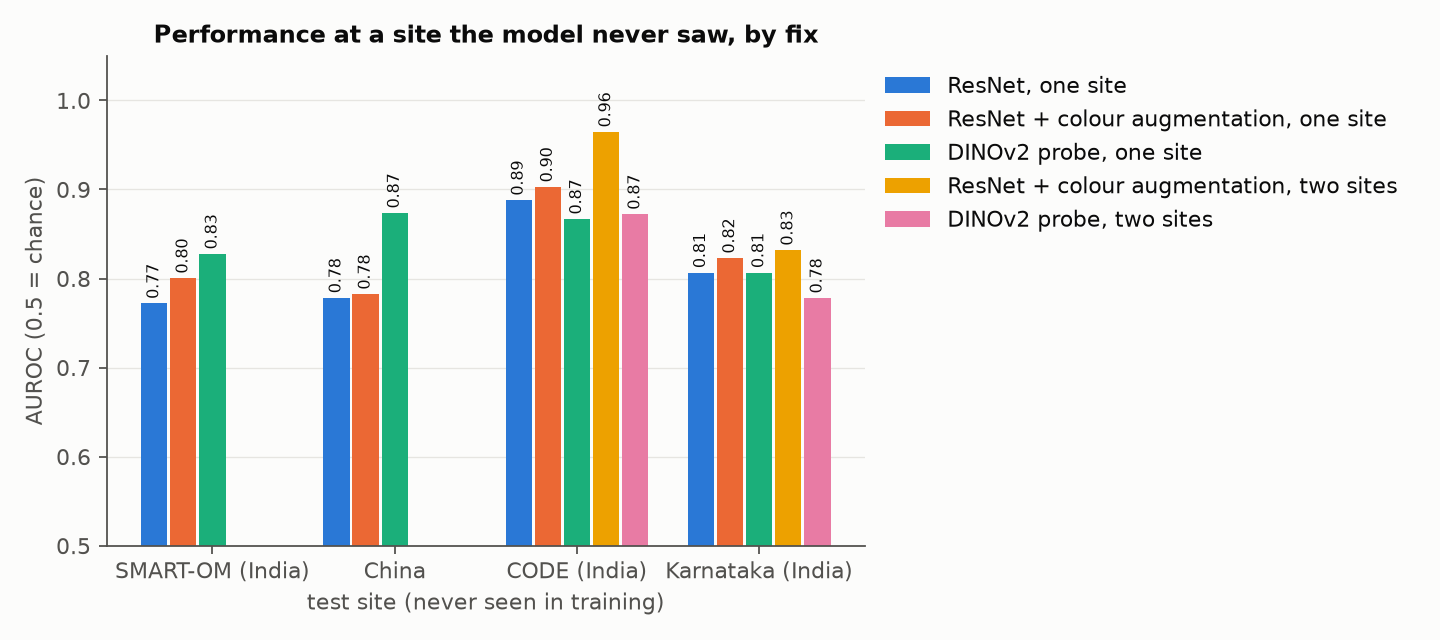 Performance at a site the model never saw, by fix
ResNet, one site
ResNet + colour augmentation, one site
DINOv2 probe, one site
ResNet + colour augmentation, two sites
DINOv2 probe, two sites
AUROC (0.5 = chance)
1.0
0.9
0.8
0.7
0.6
0.5
0.77
0.80
0.83
0.78
0.78
0.87
0.89
0.90
0.87
0.96
0.87
0.81
0.82
0.81
0.83
0.78
SMART-OM (India)
China
CODE (India)
Karnataka (India)
test site (never seen in training)